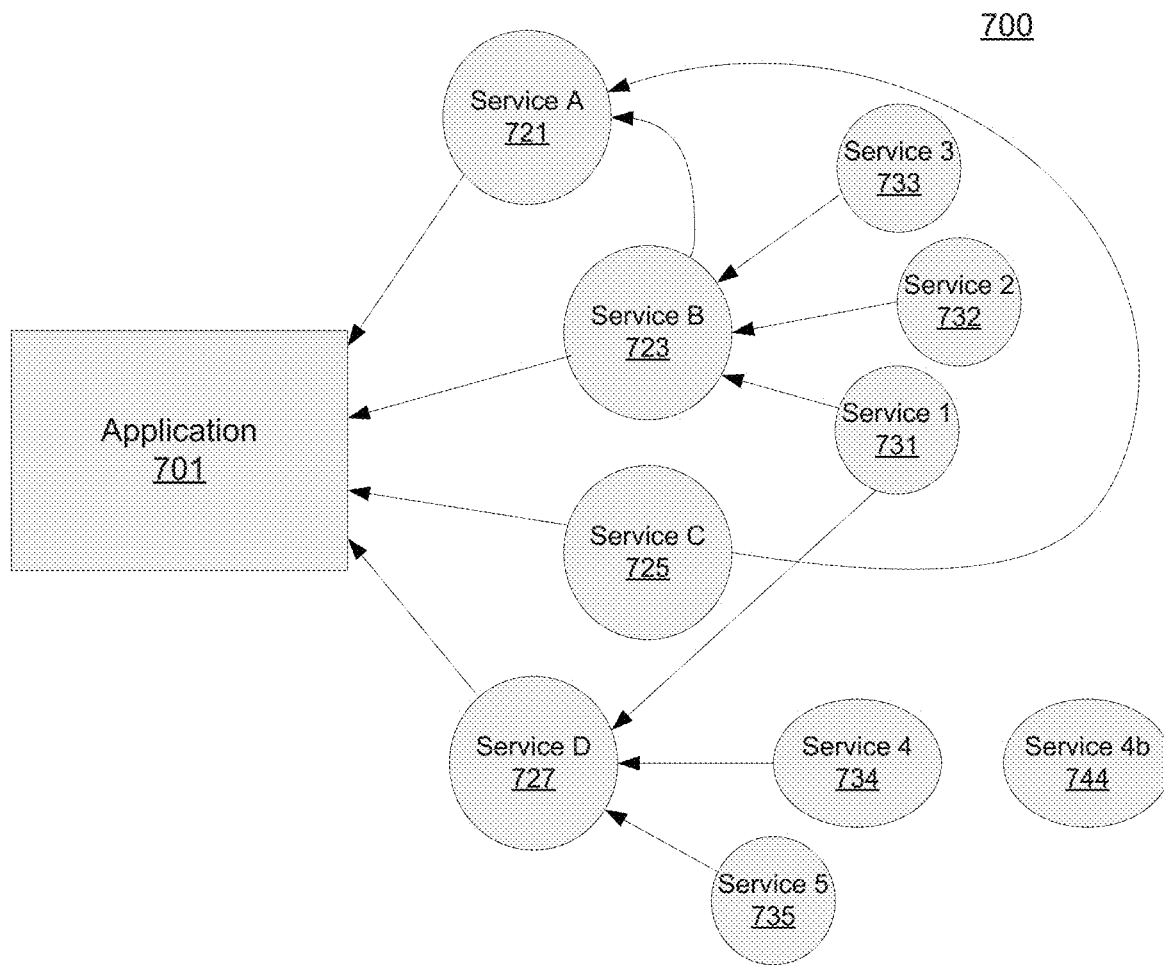 700
Service A
721
Service 3
733
Service 2
732
Service B
723
Service 1
731
Application
701
Service C
725
Service D
727
Service 4
734
Service 4b
744
Service 5
735